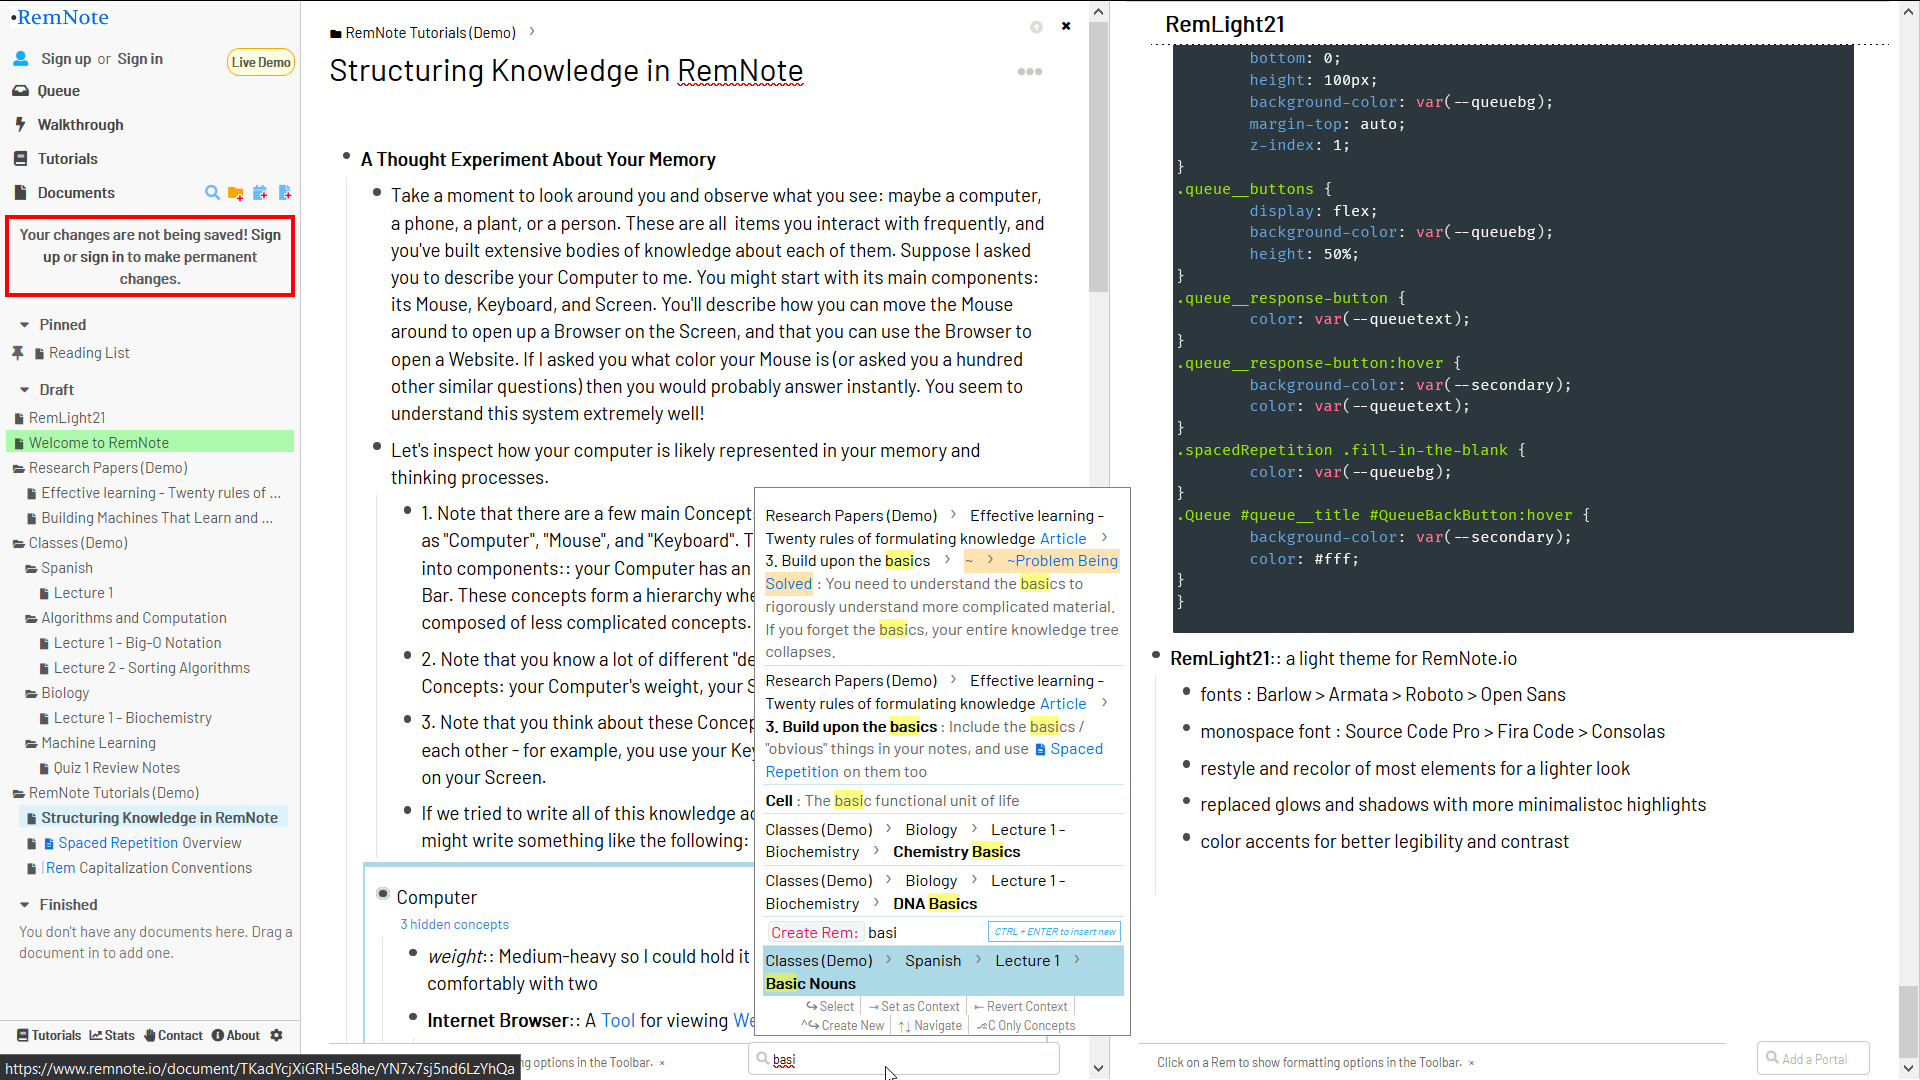 •RemNote
Sign up or Sign in
Live Demo
Queue
Walkthrough
Tutorials
Documents
Your changes are not being saved! Sign
up or sign in to make permanent
changes.
Pinned
Reading List
Draft
RemLight21
Welcome to RemNote
Research Papers (Demo)
Effective learning - Twenty rules of ...
Building Machines That Learn and ...
Classes (Demo)
Spanish
Lecture 1
Algorithms and Computation
Lecture 1 - Big-O Notation
Lecture 2 - Sorting Algorithms
Biology
Lecture 1 - Biochemistry
Machine Learning
Quiz 1 Review Notes
RemNote Tutorials (Demo)
Structuring Knowledge in RemNote
Spaced Repetition Overview
Rem Capitalization Conventions
Finished
You don't have any documents here. Drag a
document in to add one.
Tutorials Stats Contact About
https://www.remnote.io/document/TKadYcjXiGRH5e8he/YN7x7sj5nd6LzYhQa
RemNote Tutorials (Demo) >
Structuring Knowledge in RemNote
A Thought Experiment About Your Memory
Take a moment to look around you and observe what you see: maybe a computer,
a phone, a plant, or a person. These are all items you interact with frequently, and
you've built extensive bodies of knowledge about each of them. Suppose I asked
you to describe your Computer to me. You might start with its main components:
its Mouse, Keyboard, and Screen. You'll describe how you can move the Mouse
around to open up a Browser on the Screen, and that you can use the Browser to
open a Website. If I asked you what color your Mouse is (or asked you a hundred
other similar questions) then you would probably answer instantly. You seem to
understand this system extremely well!
Let's inspect how your computer is likely represented in your memory and
thinking processes.
1. Note that there are a few main Concepts
as "Computer", "Mouse", and "Keyboard". T
into components:: your Computer has an
Bar. These concepts form a hierarchy whe
composed of less complicated concepts.
2. Note that you know a lot of different "de
Concepts: your Computer's weight, your S
3. Note that you think about these Concep
each other - for example, you use your Key
on your Screen.
If we tried to write all of this knowledge ac
might write something like the following:
Computer
3 hidden concepts
weight:: Medium-heavy so I could hold it
comfortably with two
Internet Browser:: A Tool for viewing We
ng options in the Toolbar. ×
Research Papers (Demo) > Effective learning -
Twenty rules of formulating knowledge Article >
3. Build upon the basics > ~ > ~Problem Being
Solved : You need to understand the basics to
rigorously understand more complicated material.
If you forget the basics, your entire knowledge tree
collapses.
Research Papers (Demo) > Effective learning -
Twenty rules of formulating knowledge Article >
3. Build upon the basics : Include the basics /
"obvious" things in your notes, and use Spaced
Repetition on them too
Cell : The basic functional unit of life
Classes (Demo) > Biology > Lecture 1 -
Biochemistry > Chemistry Basics
Classes (Demo) > Biology > Lecture 1 -
Biochemistry > DNA Basics
Create Rem: basi CTRL + ENTER to insert new
Classes (Demo) > Spanish > Lecture 1 >
Basic Nouns
Select Set as Context Revert Context
Create New Navigate C Only Concepts
basi
RemLight21
bottom: 0;
height: 100px;
background-color: var(--queuebg);
margin-top: auto;
z-index: 1;
}
.queue__buttons {
display: flex;
background-color: var(--queuebg);
height: 50%;
}
.queue__response-button {
color: var(--queuetext);
}
.queue__response-button:hover {
background-color: var(--secondary);
color: var(--queuetext);
}
.spacedRepetition .fill-in-the-blank {
color: var(--queuebg);
}
.Queue #queue__title #QueueBackButton:hover {
background-color: var(--secondary);
color: #fff;
}
}
RemLight21:: a light theme for RemNote.io
fonts : Barlow > Armata > Roboto > Open Sans
monospace font : Source Code Pro > Fira Code > Consolas
restyle and recolor of most elements for a lighter look
replaced glows and shadows with more minimalistoc highlights
color accents for better legibility and contrast
Click on a Rem to show formatting options in the Toolbar. ×
Add a Portal